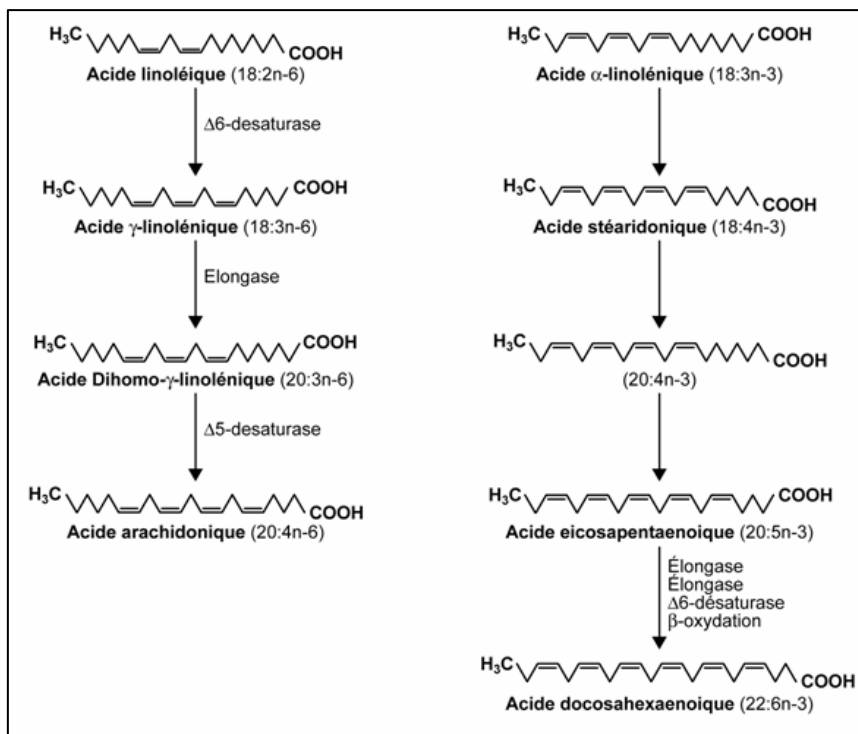 H₃C COOH
Acide linoléique (18:2n-6)
Δ6-desaturase
H₃C COOH
Acide γ-linolénique (18:3n-6)
Elongase
H₃C COOH
Acide Dihomo-γ-linolénique (20:3n-6)
Δ5-desaturase
H₃C COOH
Acide arachidonique (20:4n-6)
H₃C COOH
Acide α-linolénique (18:3n-3)
H₃C COOH
Acide stéaridonique (18:4n-3)
H₃C COOH
(20:4n-3)
H₃C COOH
Acide eicosapentaenoique (20:5n-3)
Élongase
Élongase
Δ6-désaturase
β-oxydation
H₃C COOH
Acide docosahexaenoique (22:6n-3)